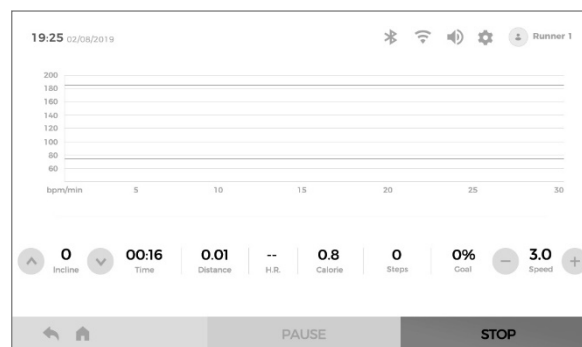 19:25 02/08/2019 Runner 1
200
180
160
140
120
100
80
60
bpm/min 5 10 15 20 25 30
0 00:16 0.01 -- 0.8 0 0% 3.0
Incline Time Distance H.R. Calorie Steps Goal Speed
PAUSE STOP